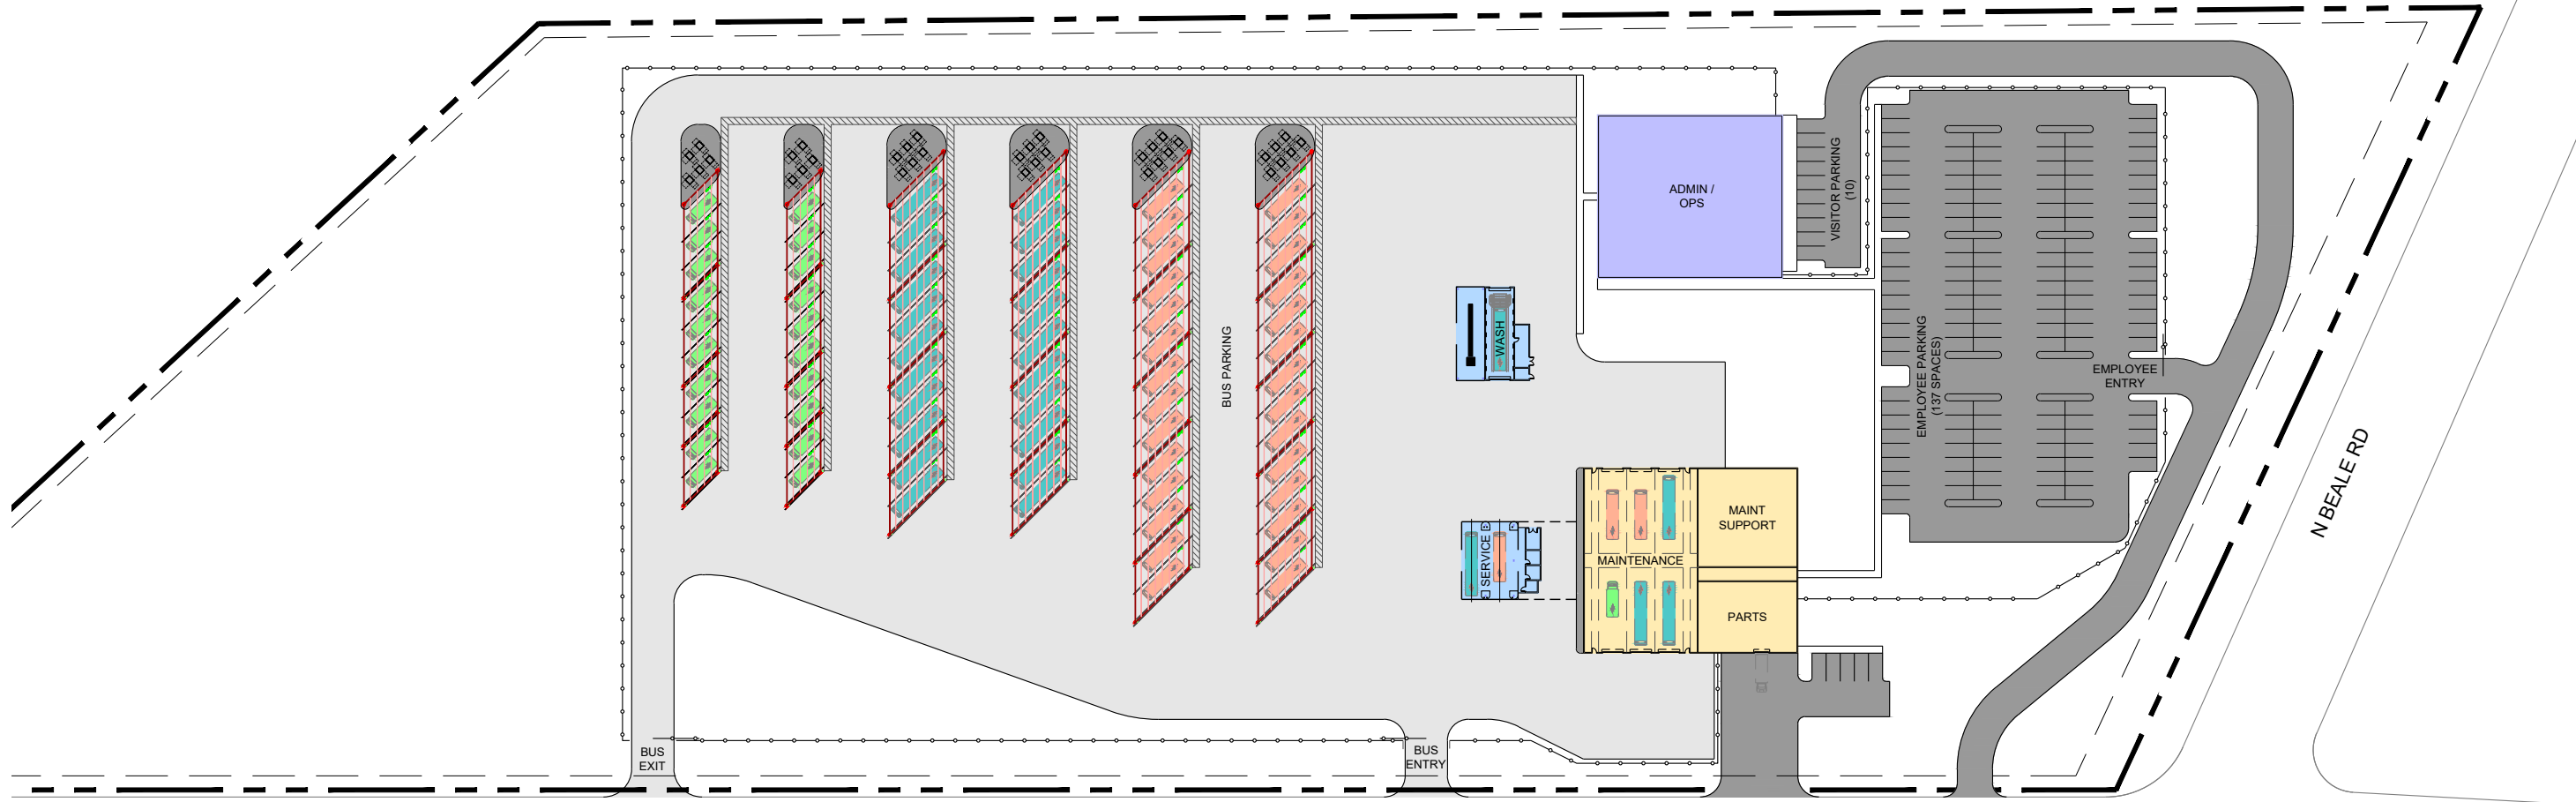 ADMIN /
OPS
VISITOR PARKING
(10)
WASH
BUS PARKING
EMPLOYEE PARKING
(137 SPACES)
EMPLOYEE
ENTRY
N BEALE RD
MAINT
SUPPORT
SERVICE
MAINTENANCE
PARTS
BUS
EXIT
BUS
ENTRY